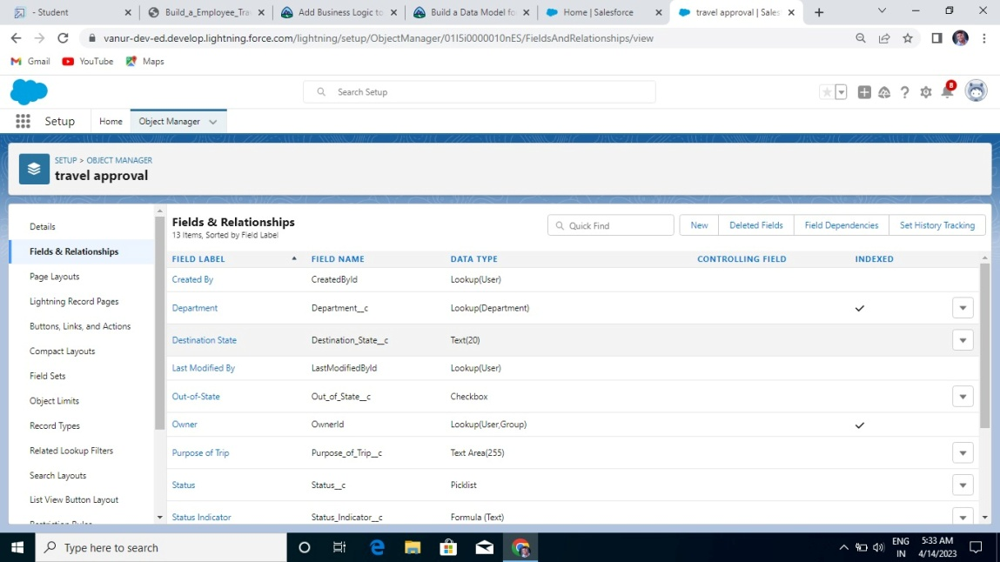 - Student
Build_a_Employee_Tra
Add Business Logic to
Build a Data Model fo
Home | Salesforce
travel approval | Sales
vanur-dev-ed.develop.lightning.force.com/lightning/setup/ObjectManager/01I5i0000010nES/FieldsAndRelationships/view
Gmail YouTube Maps
Search Setup
8
Setup Home Object Manager
SETUP > OBJECT MANAGER
travel approval
Details
Fields & Relationships
Page Layouts
Lightning Record Pages
Buttons, Links, and Actions
Compact Layouts
Field Sets
Object Limits
Record Types
Related Lookup Filters
Search Layouts
List View Button Layout
Restriction Rules
Fields & Relationships
13 Items, Sorted by Field Label
Quick Find New Deleted Fields Field Dependencies Set History Tracking
FIELD LABEL FIELD NAME DATA TYPE CONTROLLING FIELD INDEXED
Created By CreatedById Lookup(User)
Department Department__c Lookup(Department)
Destination State Destination_State__c Text(20)
Last Modified By LastModifiedById Lookup(User)
Out-of-State Out_of_State__c Checkbox
Owner OwnerId Lookup(User,Group)
Purpose of Trip Purpose_of_Trip__c Text Area(255)
Status Status__c Picklist
Status Indicator Status_Indicator__c Formula (Text)
Type here to search
ENG
IN
5:33 AM
4/14/2023